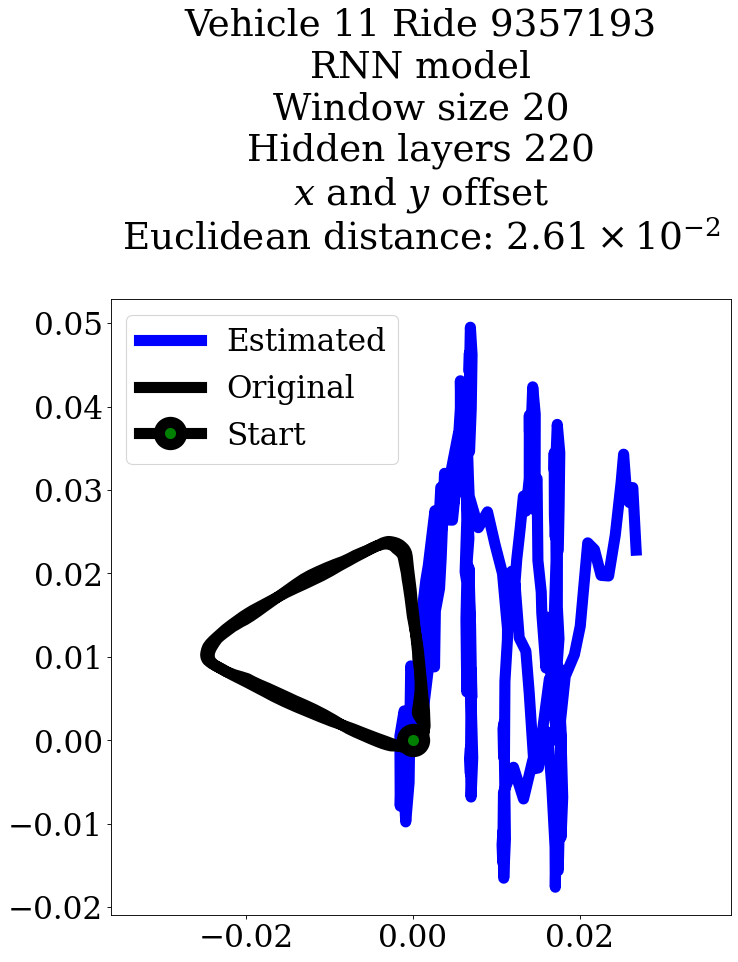 Vehicle 11 Ride 9357193
RNN model
Window size 20
Hidden layers 220
x and y offset
Euclidean distance: 2.61 × 10⁻²
Estimated
Original
Start
0.05
0.04
0.03
0.02
0.01
0.00
−0.01
−0.02
−0.02 0.00 0.02